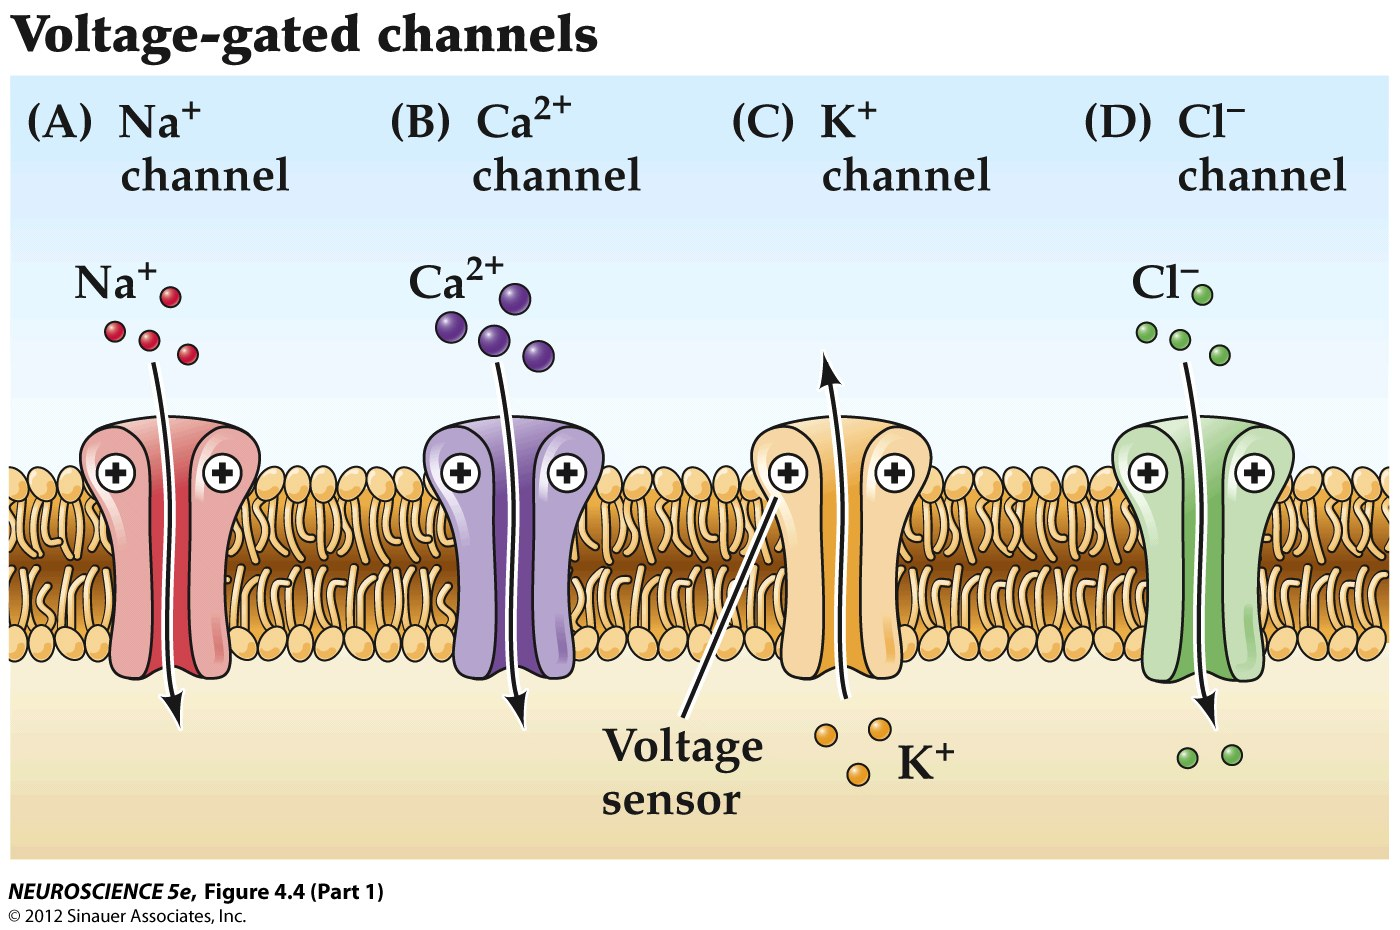 Voltage-gated channels
(A) Na⁺ channel
(B) Ca²⁺ channel
(C) K⁺ channel
(D) Cl⁻ channel
Na⁺
Ca²⁺
Cl⁻
+ +
+ +
+ +
+ +
Voltage
sensor
K⁺
NEUROSCIENCE 5e, Figure 4.4 (Part 1)
© 2012 Sinauer Associates, Inc.